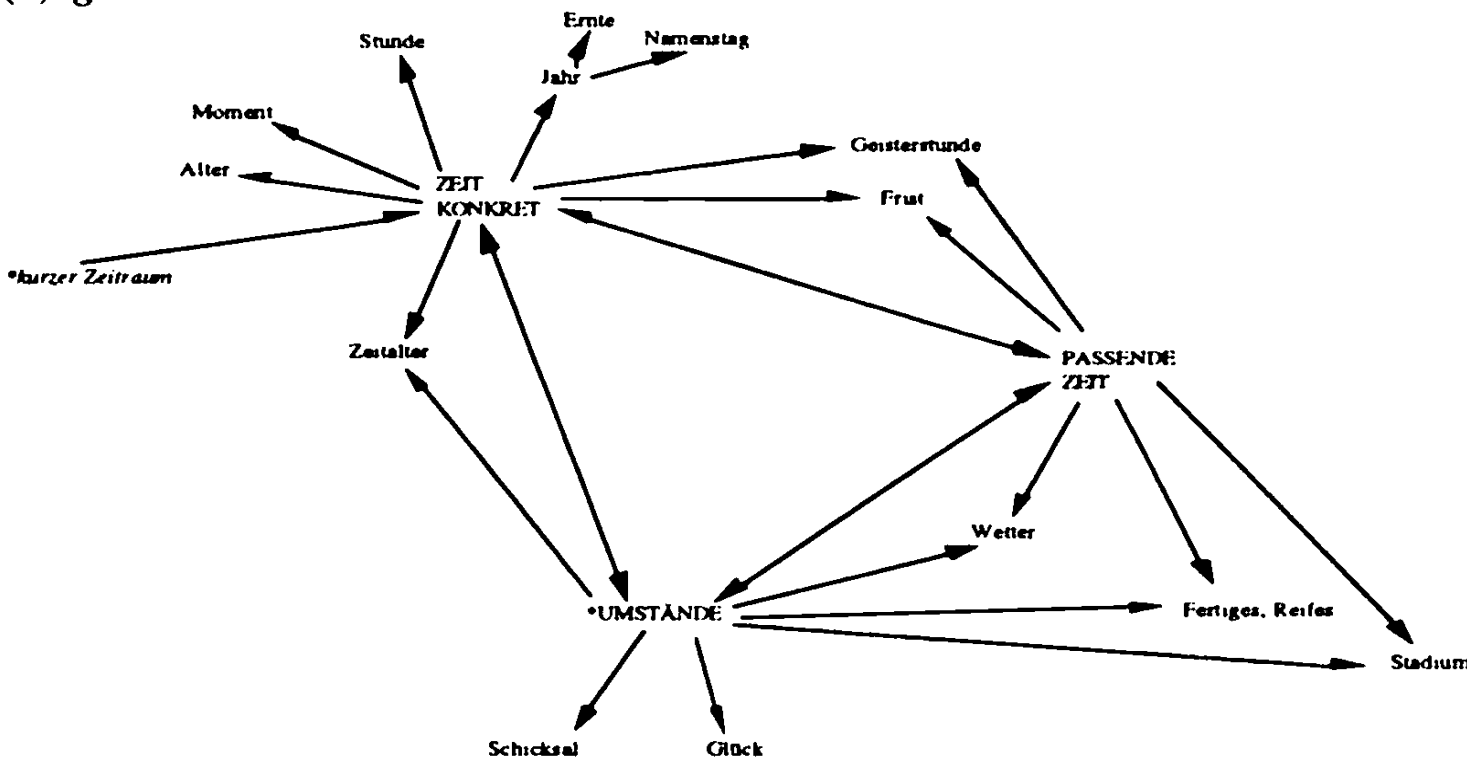 Ernte
Stunde
Namenstag
Jahr
Moment
Geisterstunde
Alter
ZEIT
KONKRET
Frist
*kurzer Zeitraum
Zeitalter
PASSENDE
ZEIT
Wetter
*UMSTÄNDE
Fertiges, Reifes
Stadium
Schicksal
Glück